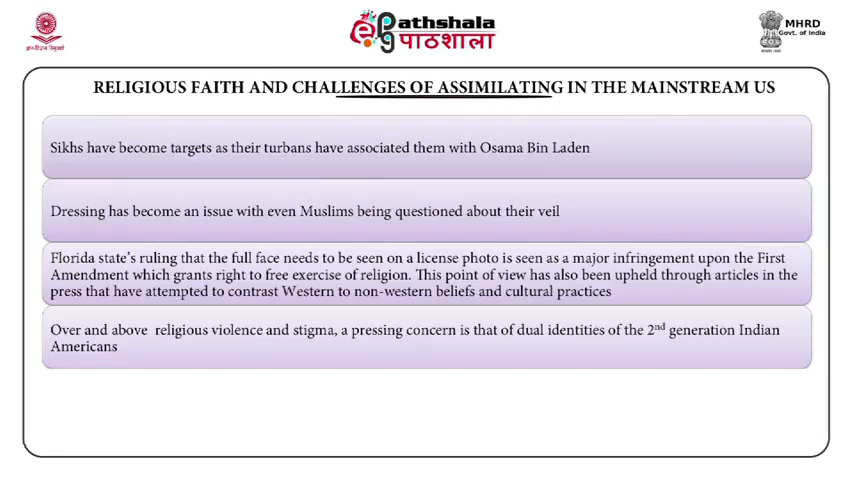 ePathshala
पाठशाला
MHRD
Govt. of India
RELIGIOUS FAITH AND CHALLENGES OF ASSIMILATING IN THE MAINSTREAM US
Sikhs have become targets as their turbans have associated them with Osama Bin Laden
Dressing has become an issue with even Muslims being questioned about their veil
Florida state's ruling that the full face needs to be seen on a license photo is seen as a major infringement upon the First
Amendment which grants right to free exercise of religion. This point of view has also been upheld through articles in the
press that have attempted to contrast Western to non-western beliefs and cultural practices
Over and above religious violence and stigma, a pressing concern is that of dual identities of the 2nd generation Indian
Americans